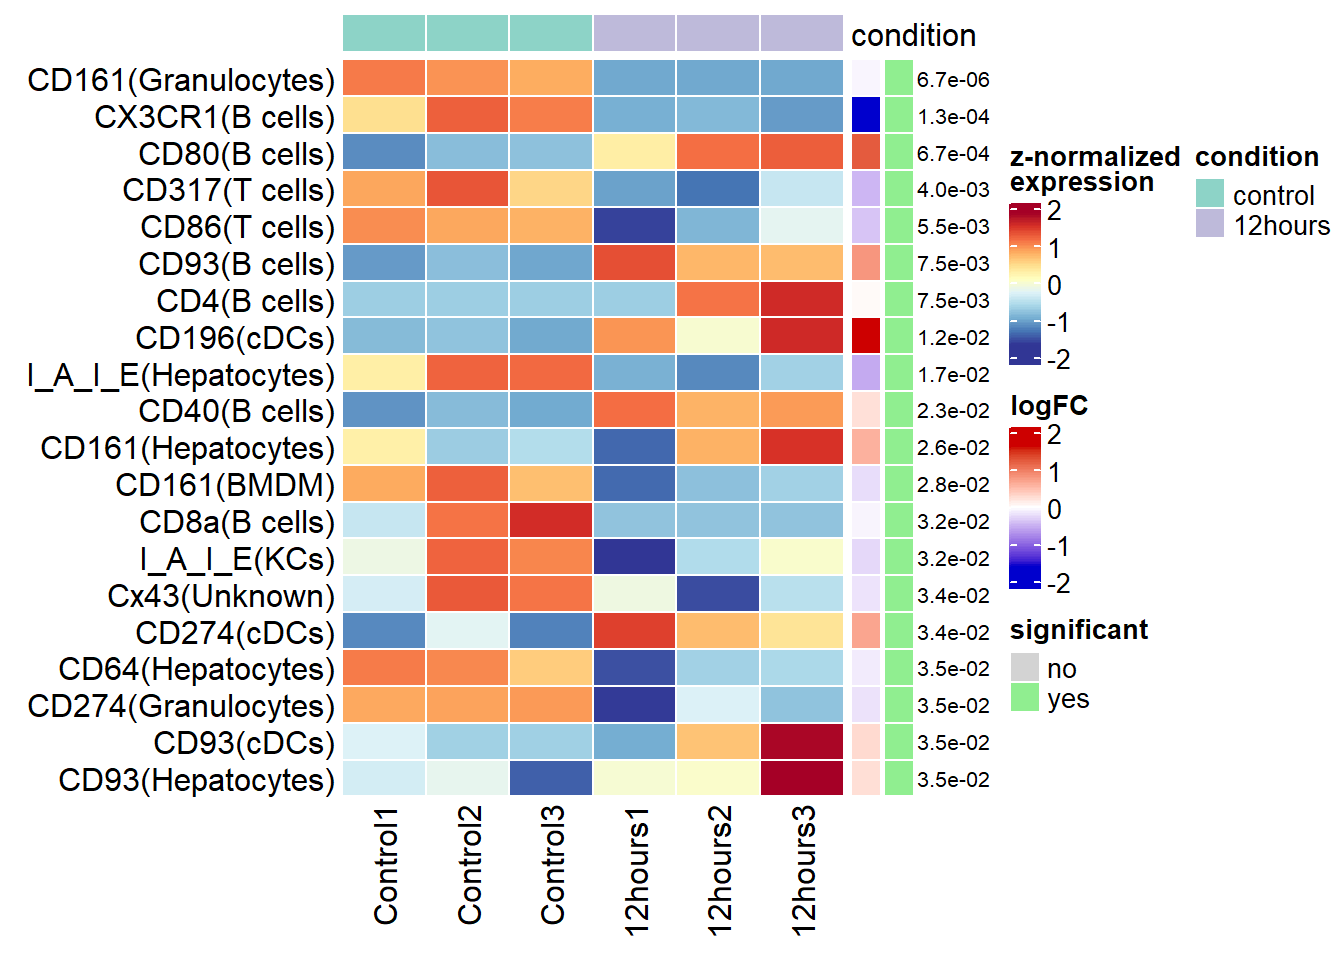 condition
CD161(Granulocytes) 6.7e-06
CX3CR1(B cells) 1.3e-04
CD80(B cells) 6.7e-04
CD317(T cells) 4.0e-03
CD86(T cells) 5.5e-03
CD93(B cells) 7.5e-03
CD4(B cells) 7.5e-03
CD196(cDCs) 1.2e-02
I_A_I_E(Hepatocytes) 1.7e-02
CD40(B cells) 2.3e-02
CD161(Hepatocytes) 2.6e-02
CD161(BMDM) 2.8e-02
CD8a(B cells) 3.2e-02
I_A_I_E(KCs) 3.2e-02
Cx43(Unknown) 3.4e-02
CD274(cDCs) 3.4e-02
CD64(Hepatocytes) 3.5e-02
CD274(Granulocytes) 3.5e-02
CD93(cDCs) 3.5e-02
CD93(Hepatocytes) 3.5e-02
Control1
Control2
Control3
12hours1
12hours2
12hours3
z-normalized
expression
2
1
0
-1
-2
logFC
2
1
0
-1
-2
significant
no
yes
condition
control
12hours